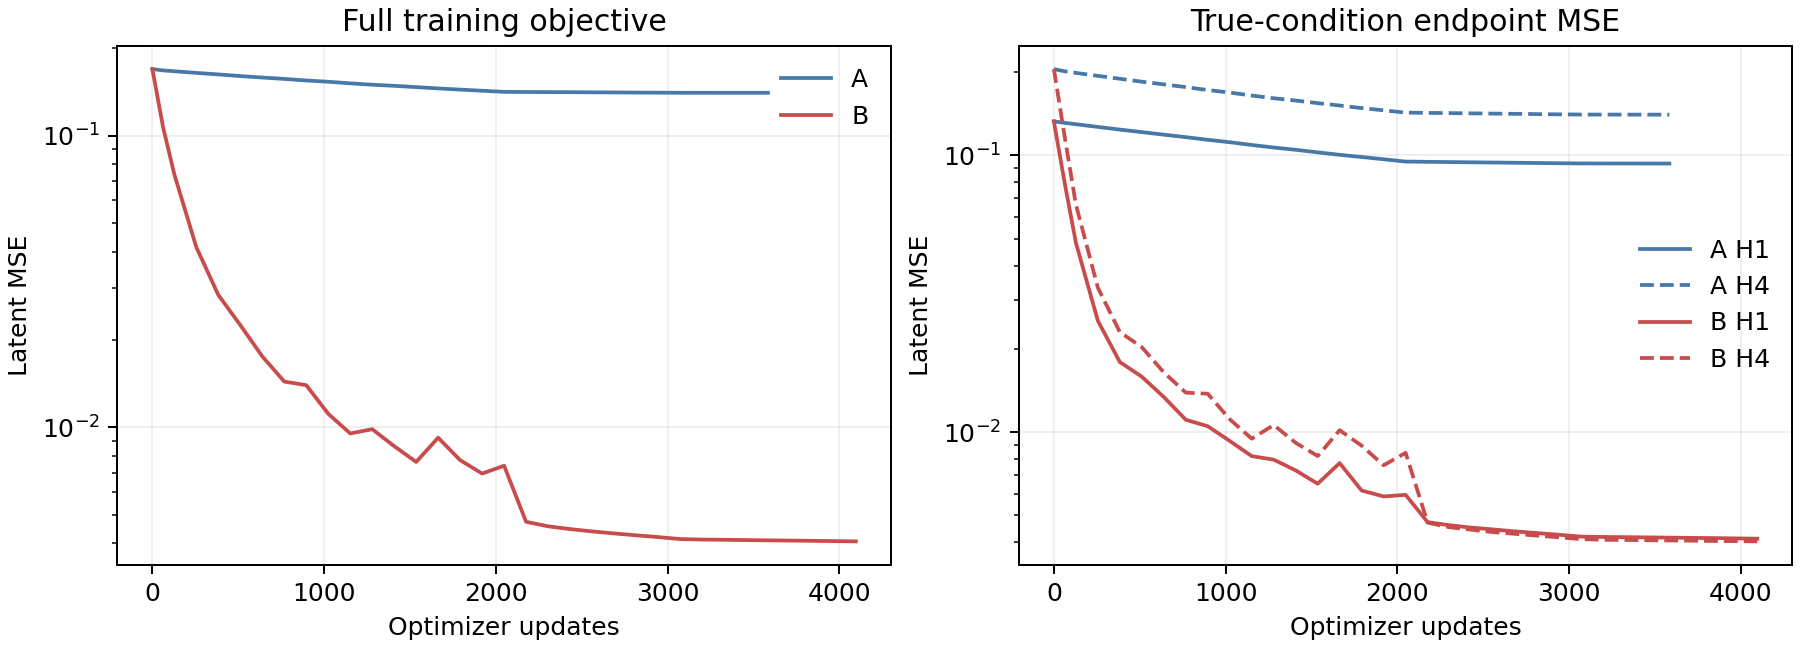 Full training objective
Latent MSE
10⁻¹
10⁻²
0
1000
2000
3000
4000
Optimizer updates
A
B
True-condition endpoint MSE
Latent MSE
10⁻¹
10⁻²
0
1000
2000
3000
4000
Optimizer updates
A H1
A H4
B H1
B H4